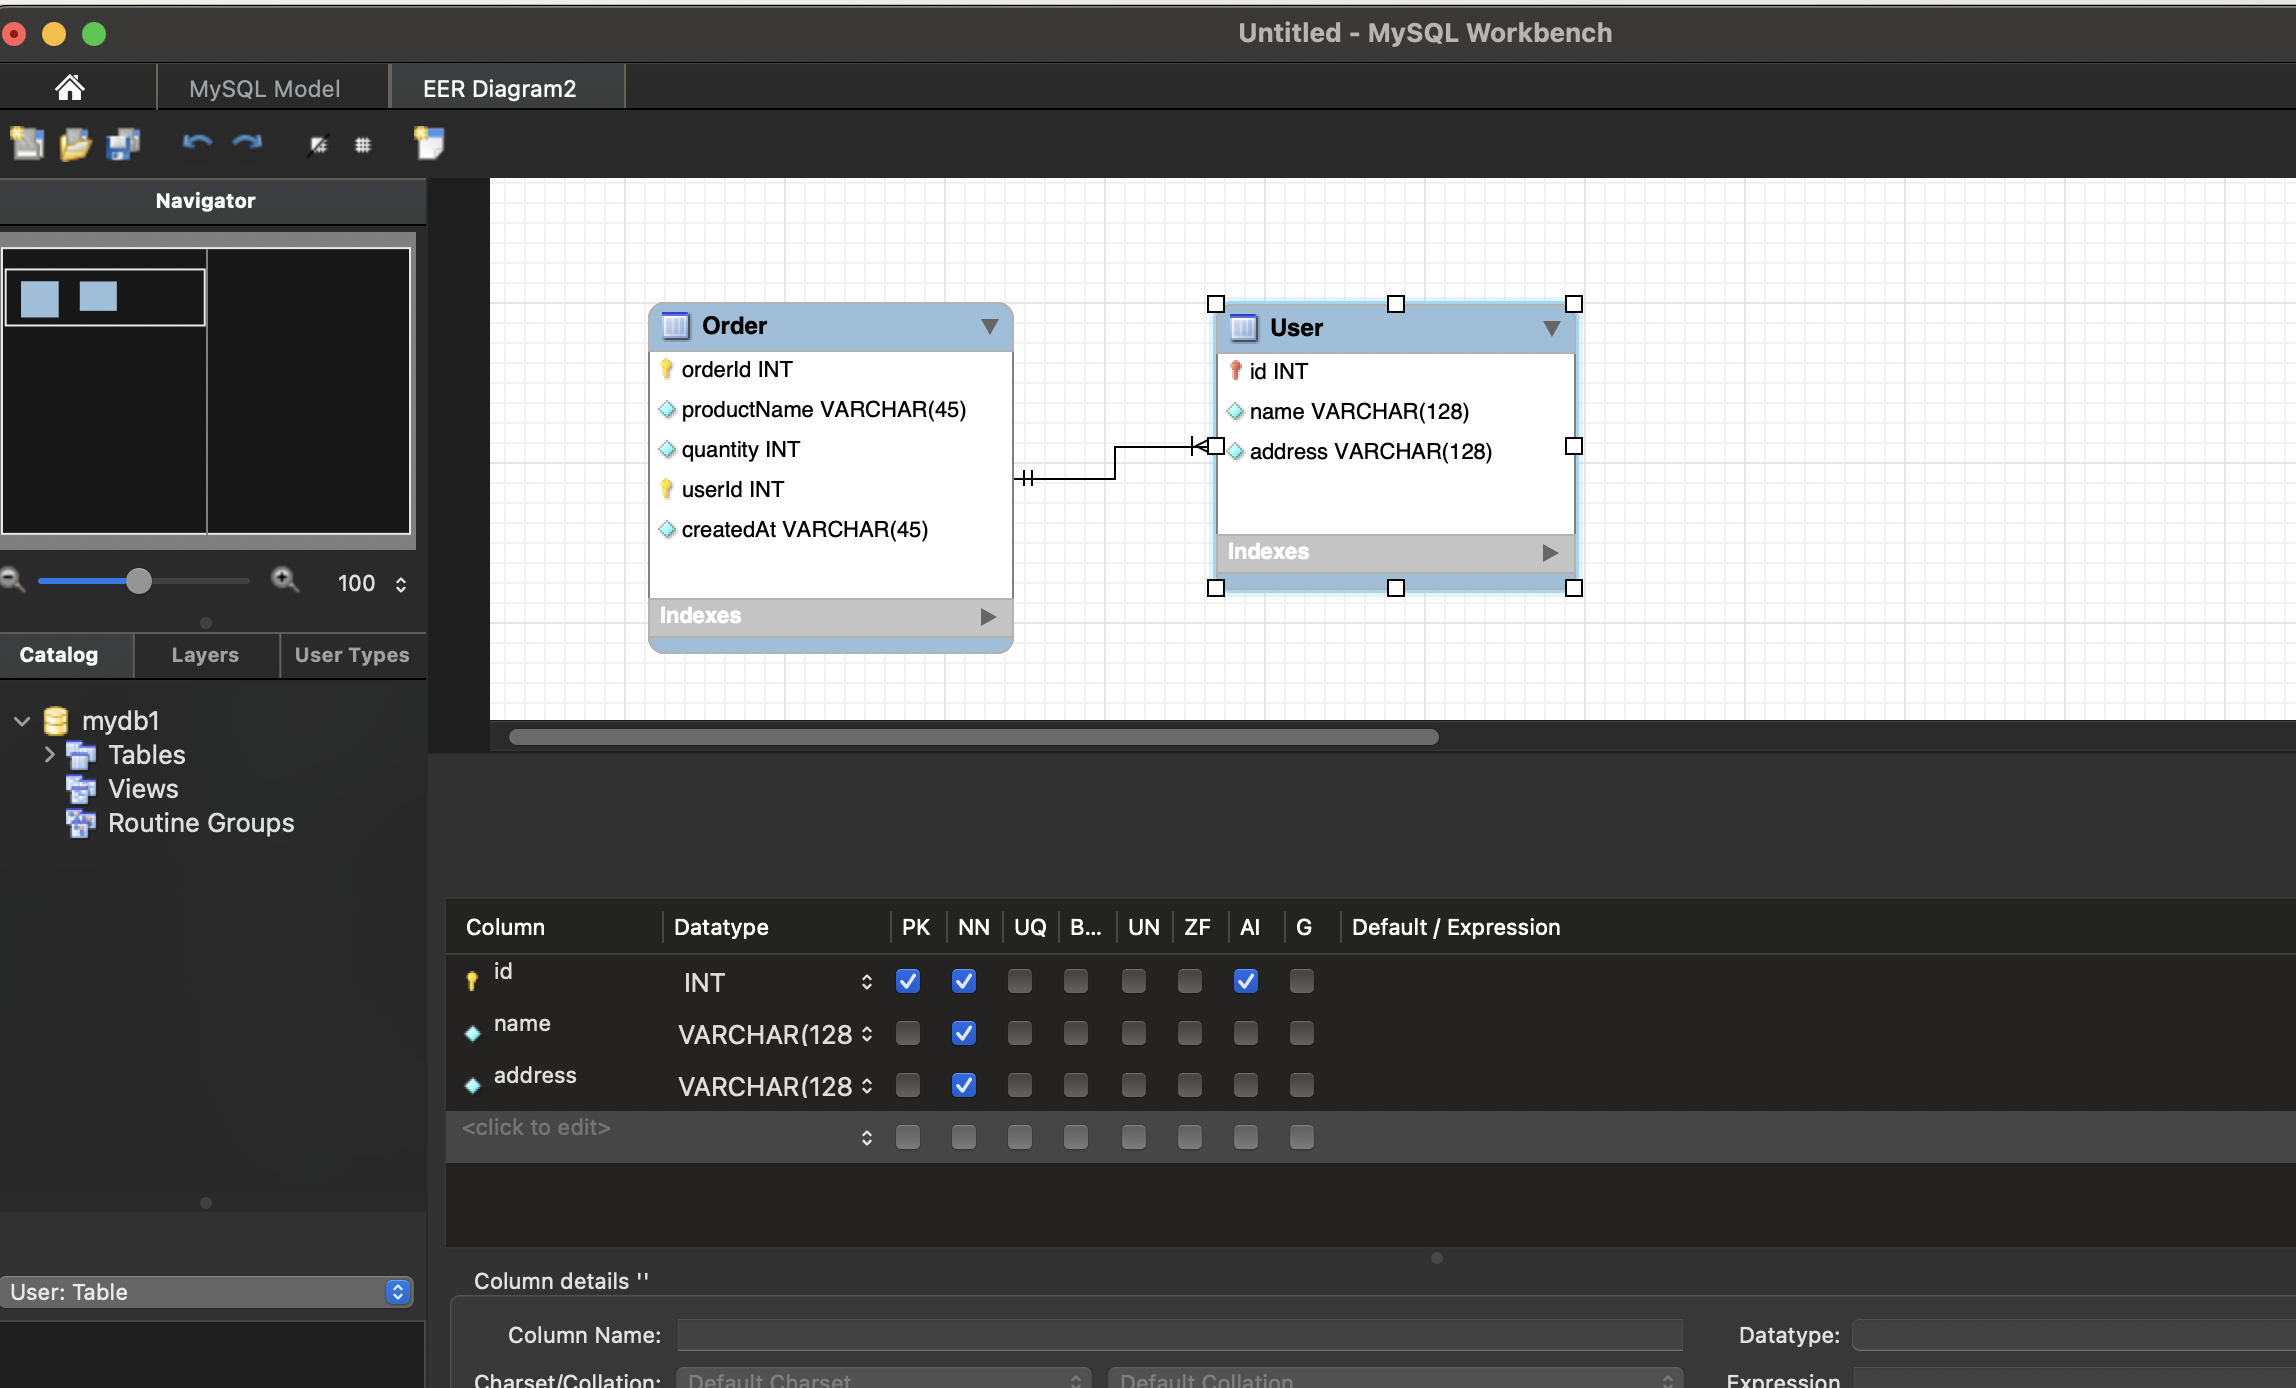 Untitled - MySQL Workbench
MySQL Model
EER Diagram2
Navigator
100
Catalog
Layers
User Types
mydb1
Tables
Views
Routine Groups
User: Table
Order
orderId INT
productName VARCHAR(45)
quantity INT
userId INT
createdAt VARCHAR(45)
Indexes
User
id INT
name VARCHAR(128)
address VARCHAR(128)
Indexes
Column Datatype PK NN UQ B... UN ZF AI G Default / Expression
id INT
name VARCHAR(128
address VARCHAR(128
<click to edit>
Column details ''
Column Name: Datatype:
Charset/Collation: Default Charset Default Collation Expression